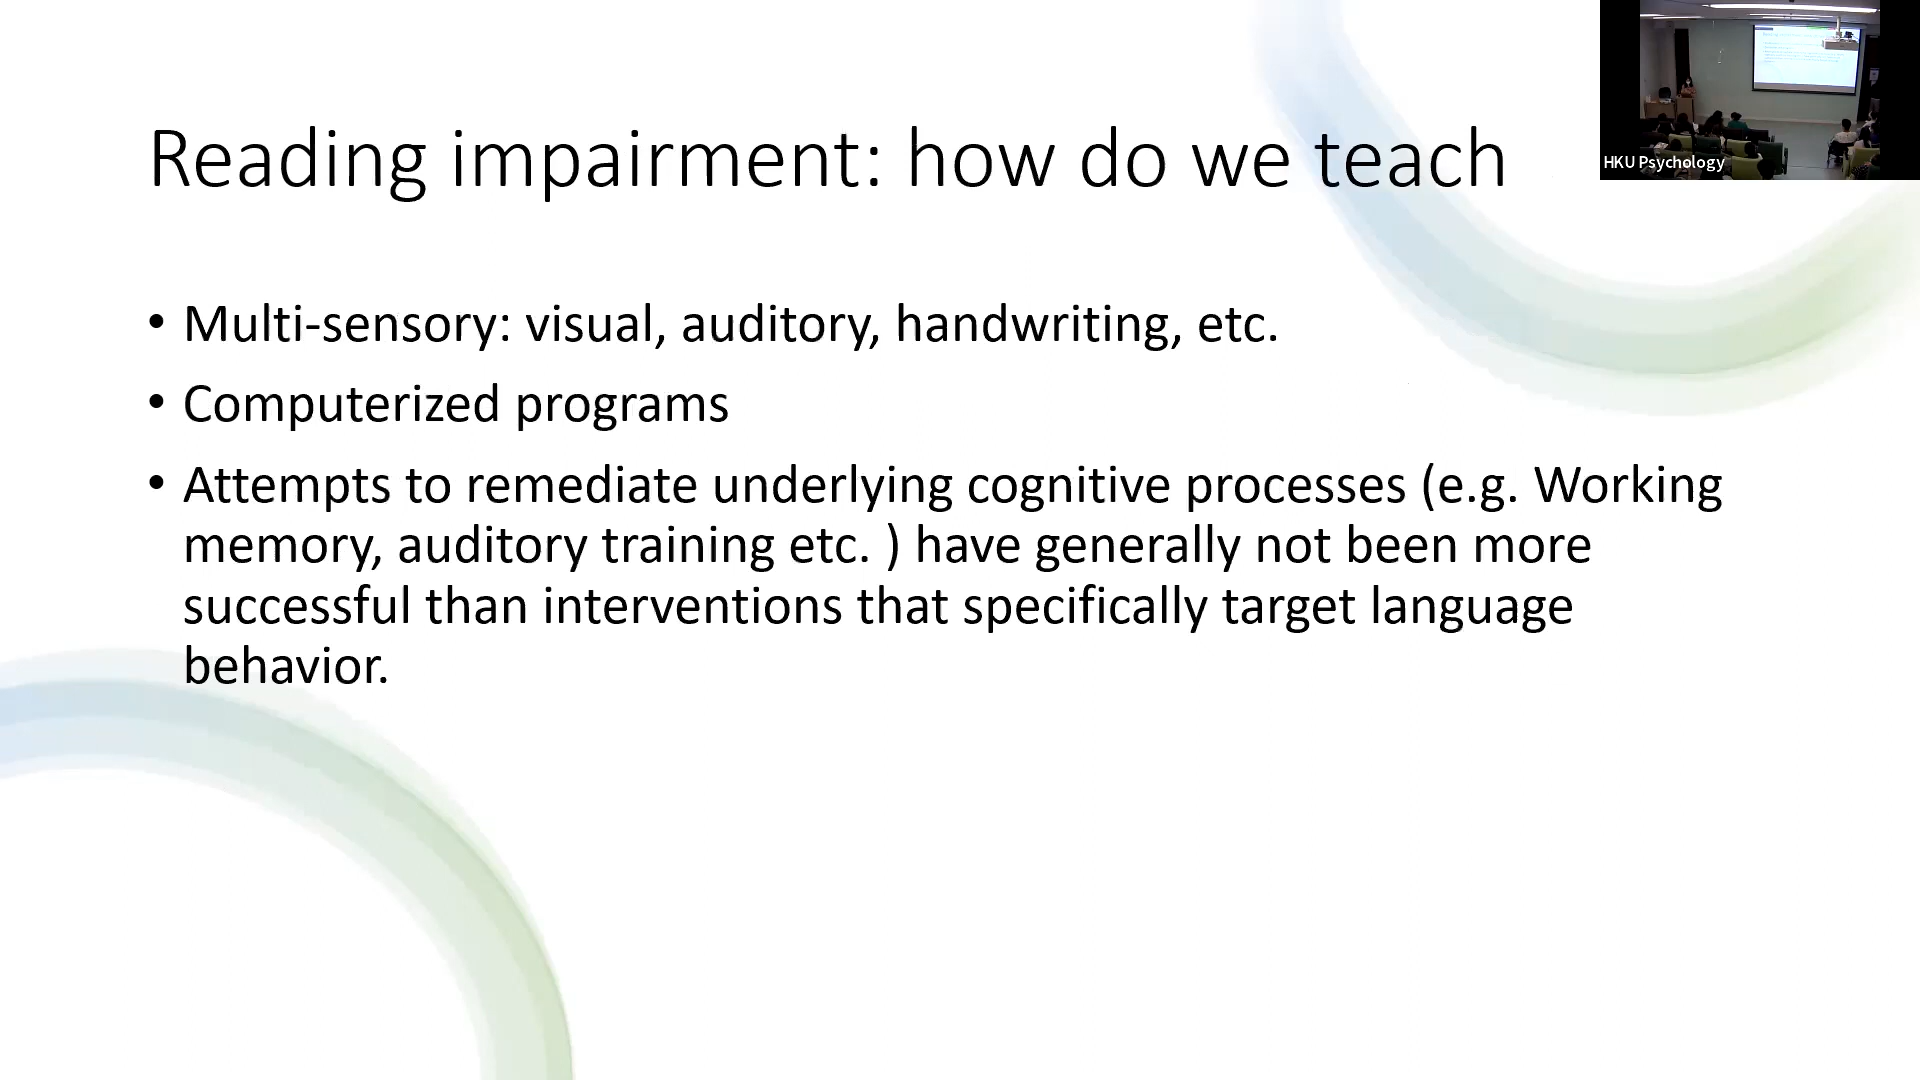 Reading impairment: how do we teach
HKU Psychology
• Multi-sensory: visual, auditory, handwriting, etc.
• Computerized programs
• Attempts to remediate underlying cognitive processes (e.g. Working
memory, auditory training etc. ) have generally not been more
successful than interventions that specifically target language
behavior.